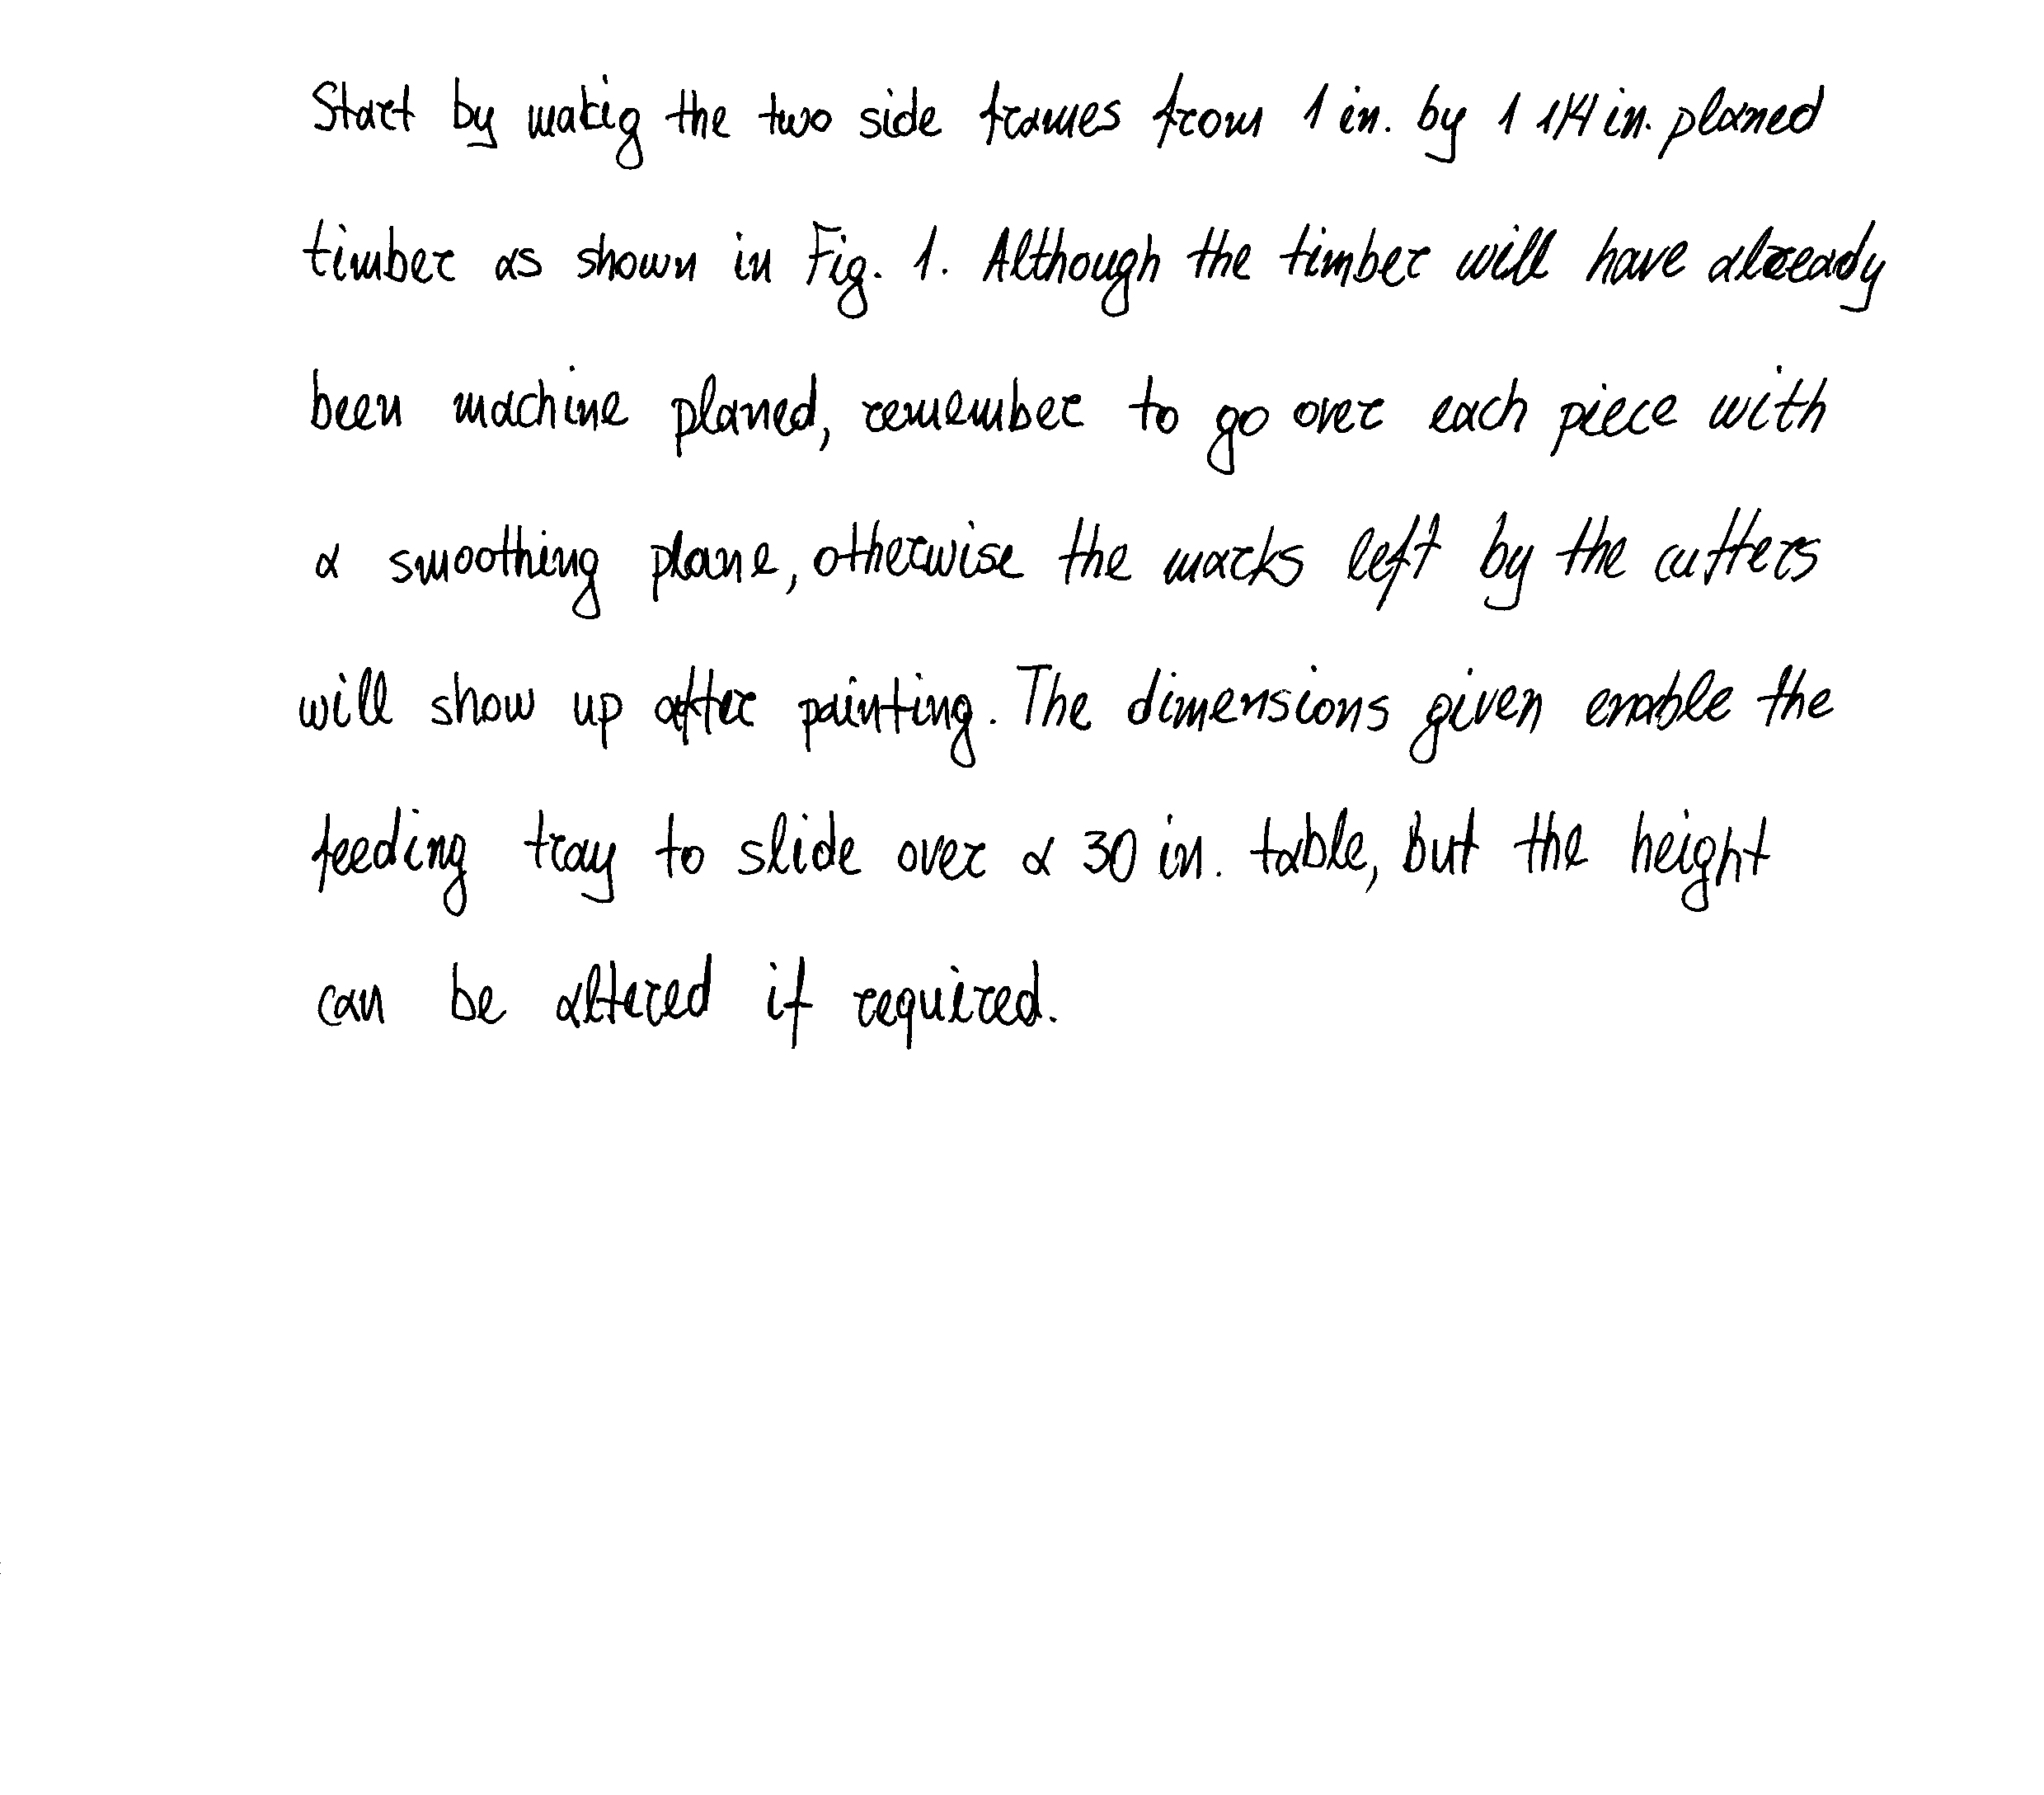 Start by makig the two side frames from 1 in. by 1 1/4 in. planed
timber as shown in Fig. 1. Although the timber will have already
been machine planed, remember to go over each piece with
a smoothing plane, otherwise the marks left by the cutters
will show up after painting. The dimensions given enable the
feeding tray to slide over a 30 in. table, but the height
can be altered if required.